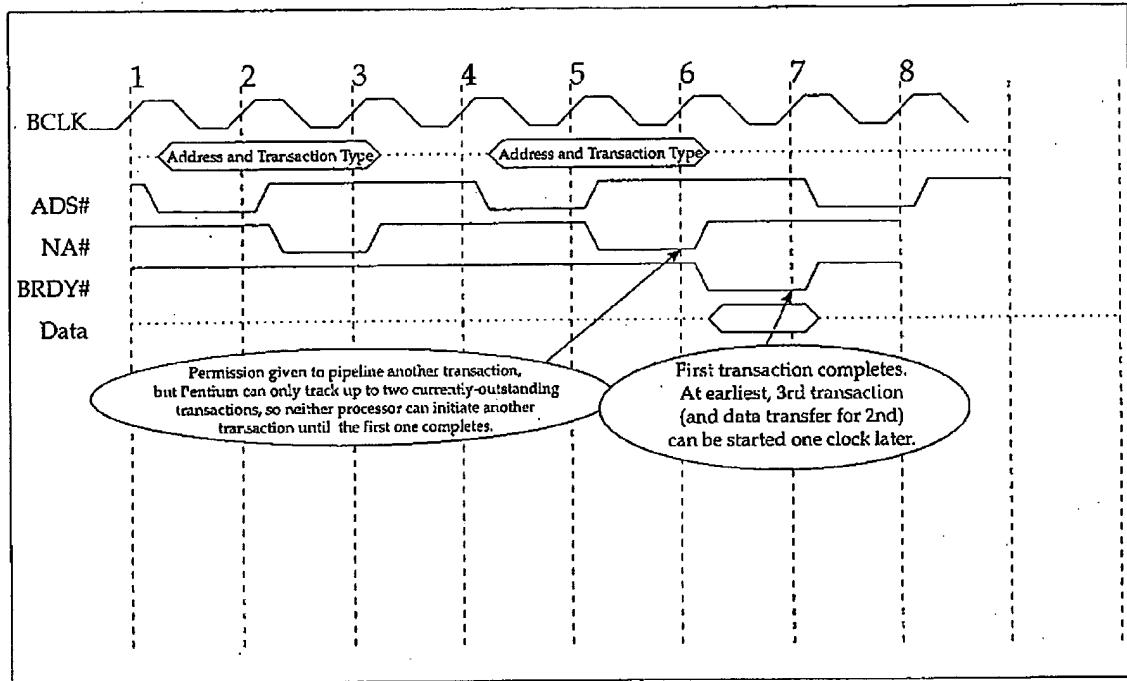 1 2 3 4 5 6 7 8
BCLK
Address and Transaction Type Address and Transaction Type
ADS#
NA#
BRDY#
Data
Permission given to pipeline another transaction,
but Pentium can only track up to two currently-outstanding
transactions, so neither processor can initiate another
transaction until the first one completes.
First transaction completes.
At earliest, 3rd transaction
(and data transfer for 2nd)
can be started one clock later.